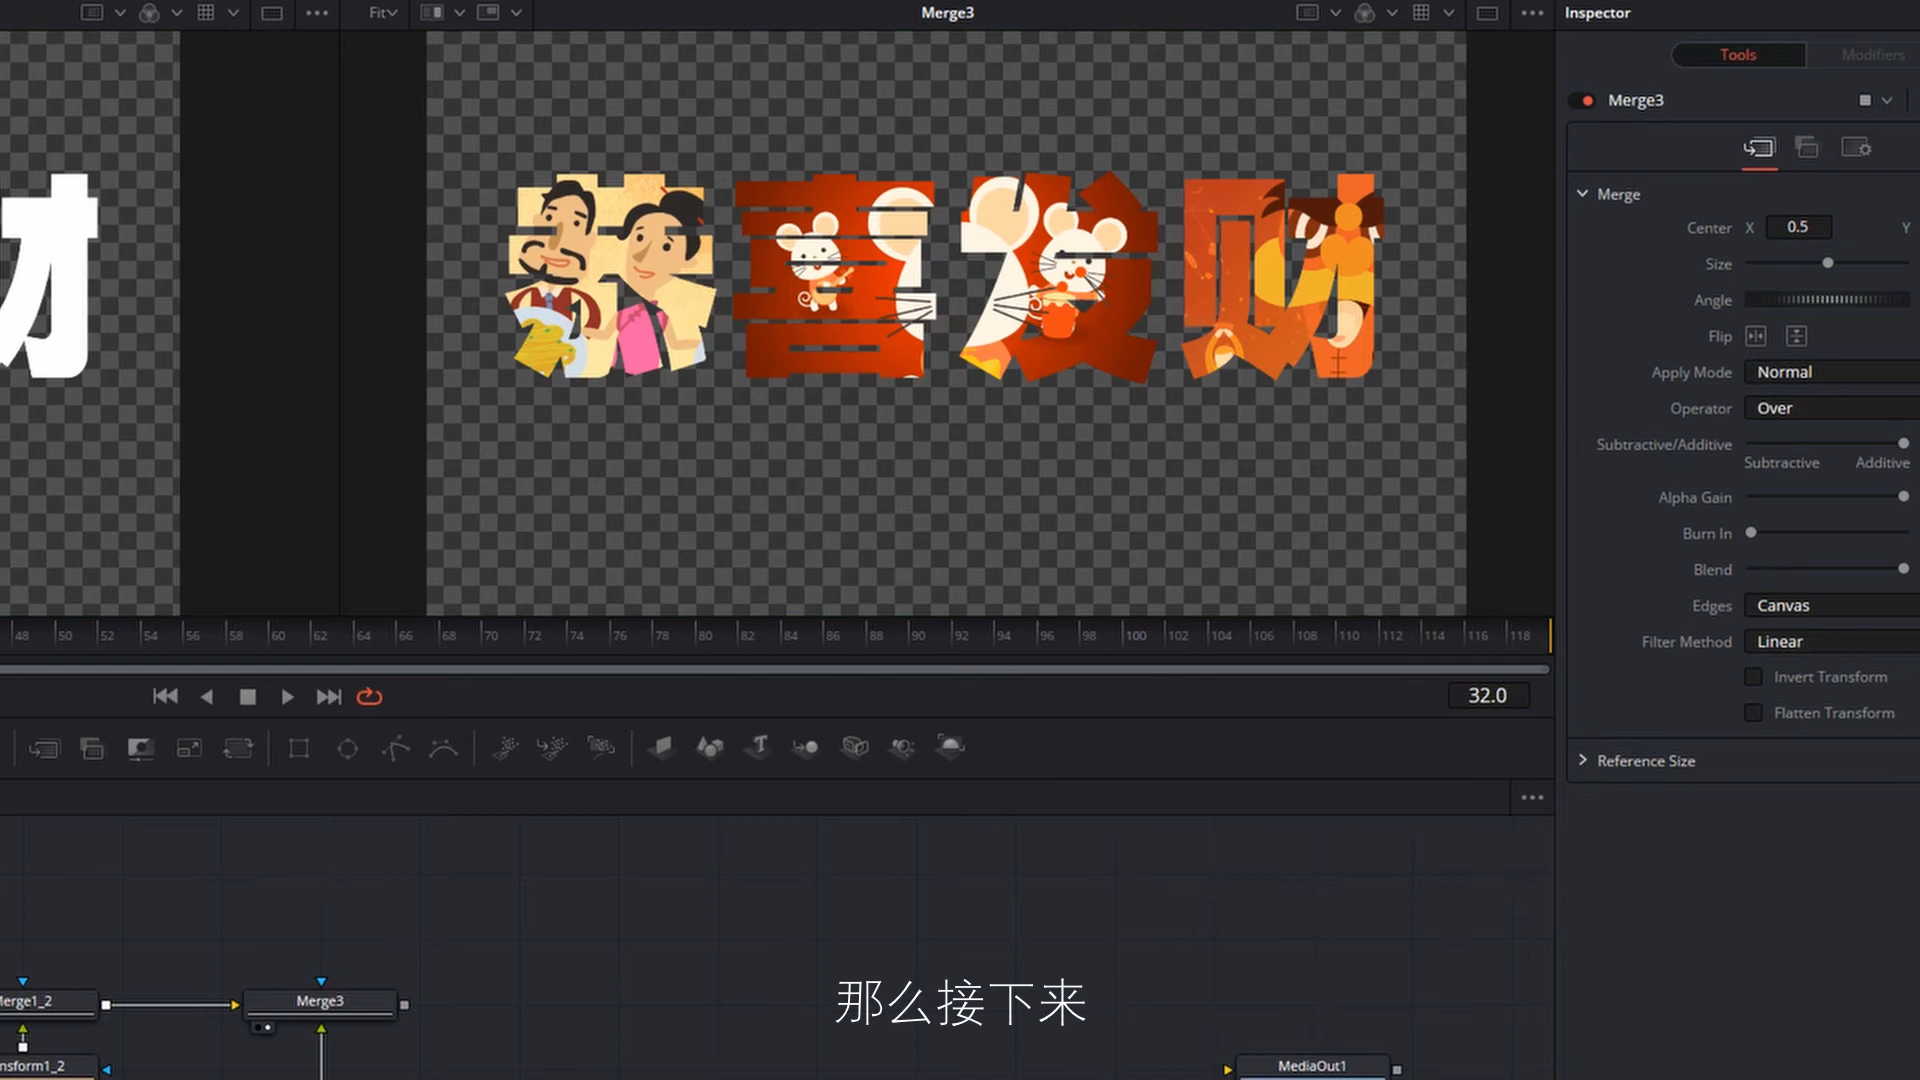 Fit
Merge3
Inspector
Tools
Modifiers
Merge3
恭喜发财
Merge
Center X 0.5 Y
Size
Angle
Flip
Apply Mode Normal
Operator Over
Subtractive/Additive
Subtractive Additive
Alpha Gain
Burn In
Blend
Edges Canvas
Filter Method Linear
Invert Transform
Flatten Transform
Reference Size
48 50 52 54 56 58 60 62 64 66 68 70 72 74 76 78 80 82 84 86 88 90 92 94 96 98 100 102 104 106 108 110 112 114 116 118
32.0
Merge1_2
Merge3
那么接下来
nsform1_2
MediaOut1